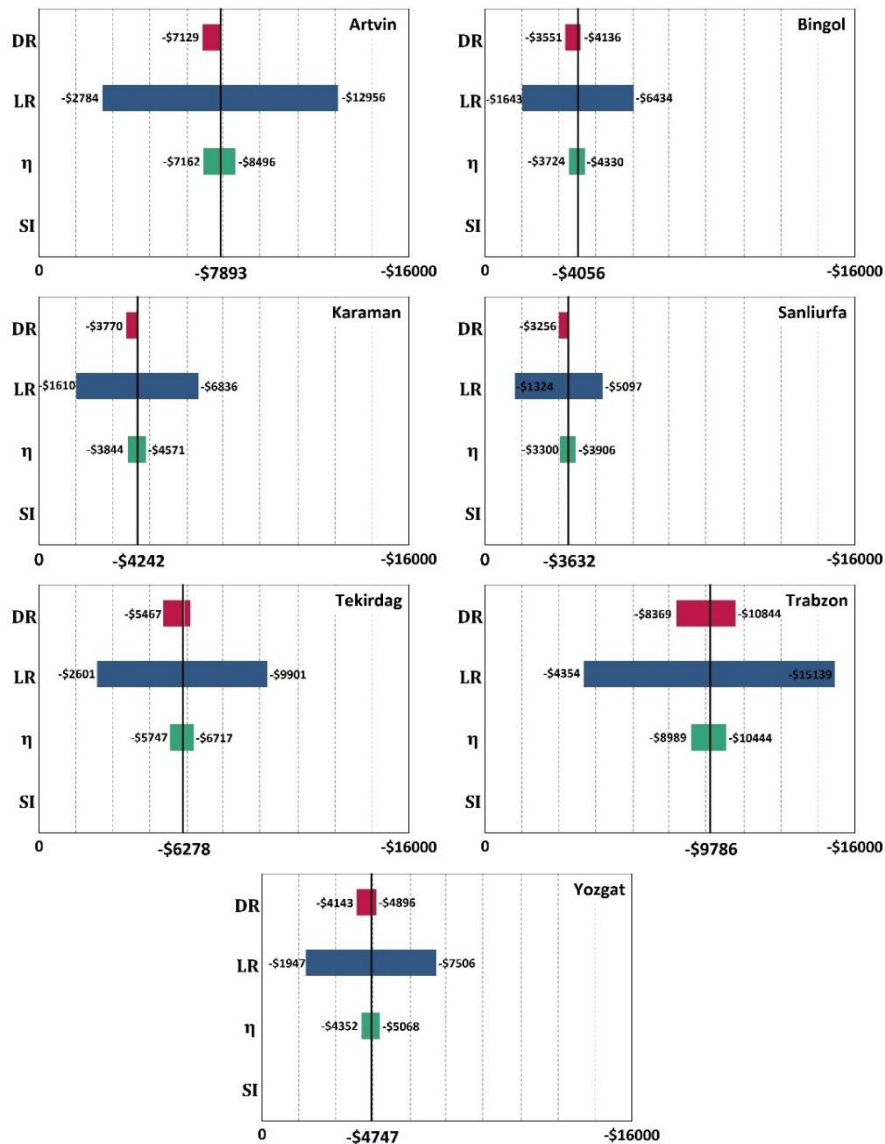 Artvin
DR -$7129
LR -$2784 -$12956
η -$7162 -$8496
SI
0 -$7893 -$16000
Bingol
DR -$3551 -$4136
LR -$1643 -$6434
η -$3724 -$4330
SI
0 -$4056 -$16000
Karaman
DR -$3770
LR -$1610 -$6836
η -$3844 -$4571
SI
0 -$4242 -$16000
Sanliurfa
DR -$3256
LR -$1324 -$5097
η -$3300 -$3906
SI
0 -$3632 -$16000
Tekirdag
DR -$5467
LR -$2601 -$9901
η -$5747 -$6717
SI
0 -$6278 -$16000
Trabzon
DR -$8369 -$10844
LR -$4354 -$15139
η -$8989 -$10444
SI
0 -$9786 -$16000
Yozgat
DR -$4143 -$4896
LR -$1947 -$7506
η -$4352 -$5068
SI
0 -$4747 -$16000